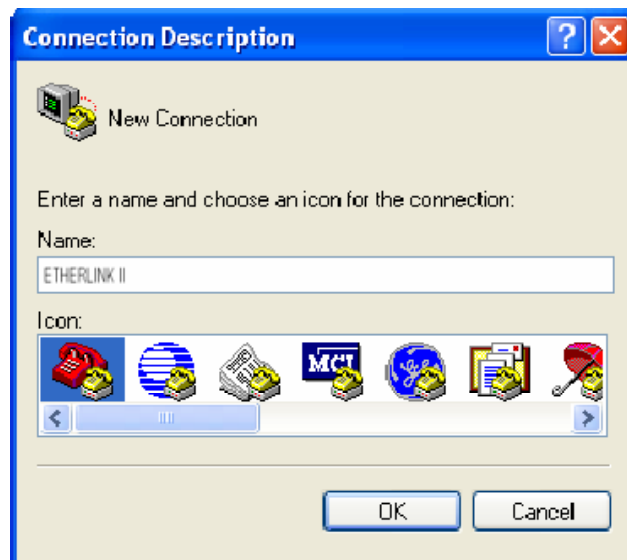 Connection Description
New Connection
Enter a name and choose an icon for the connection:
Name:
ETHERLINK II
Icon:
MCI
OK Cancel